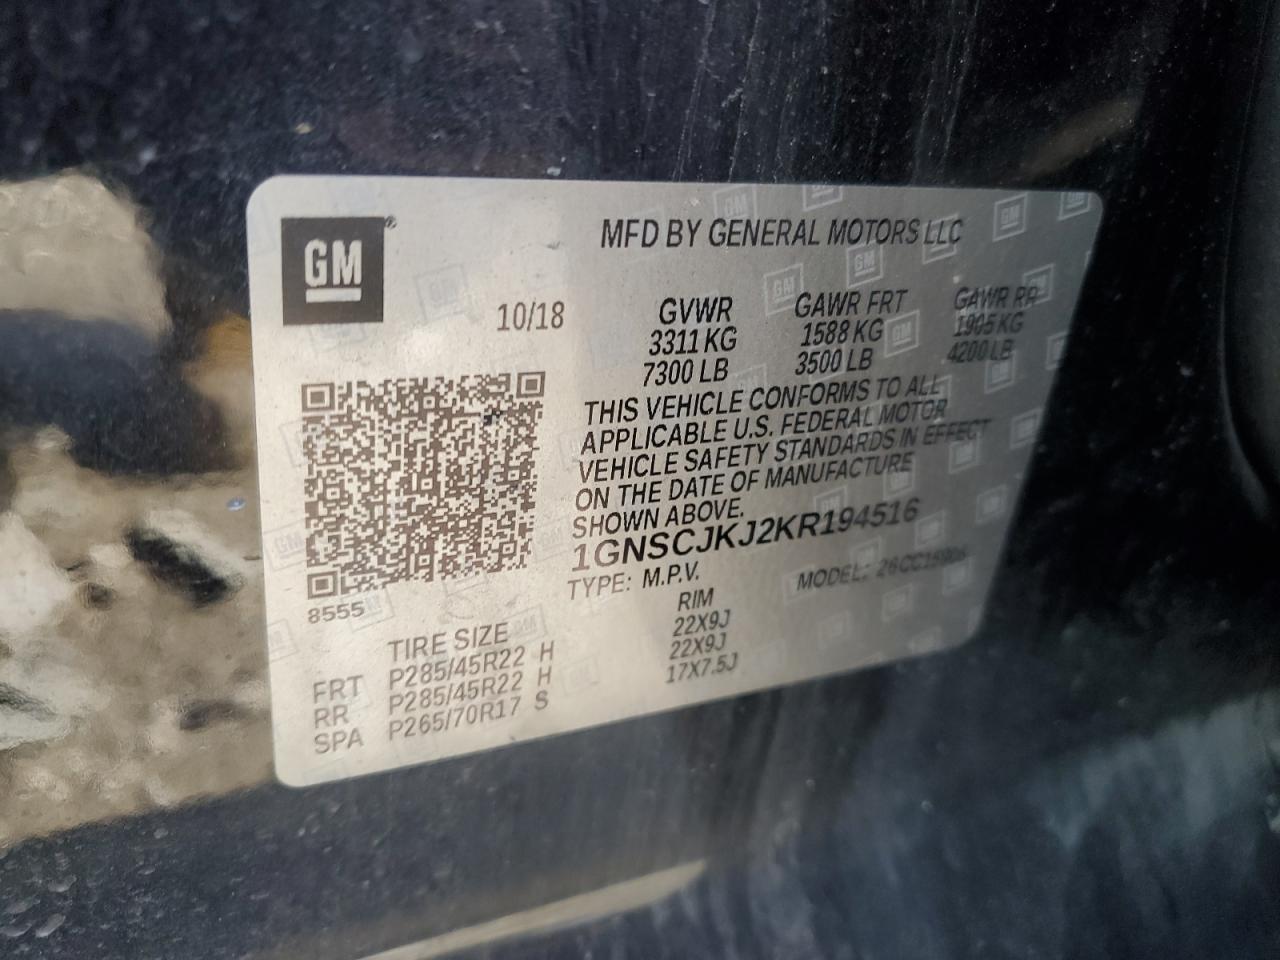 GM®
MFD BY GENERAL MOTORS LLC
10/18
GVWR GAWR FRT GAWR RR
3311 KG 1588 KG 1905 KG
7300 LB 3500 LB 4200 LB
THIS VEHICLE CONFORMS TO ALL
APPLICABLE U.S. FEDERAL MOTOR
VEHICLE SAFETY STANDARDS IN EFFECT
ON THE DATE OF MANUFACTURE
SHOWN ABOVE.
1GNSCJKJ2KR194516
TYPE: M.P.V. MODEL:
8555
TIRE SIZE RIM
FRT P285/45R22 H 22X9J
RR P285/45R22 H 22X9J
SPA P265/70R17 S 17X7.5J